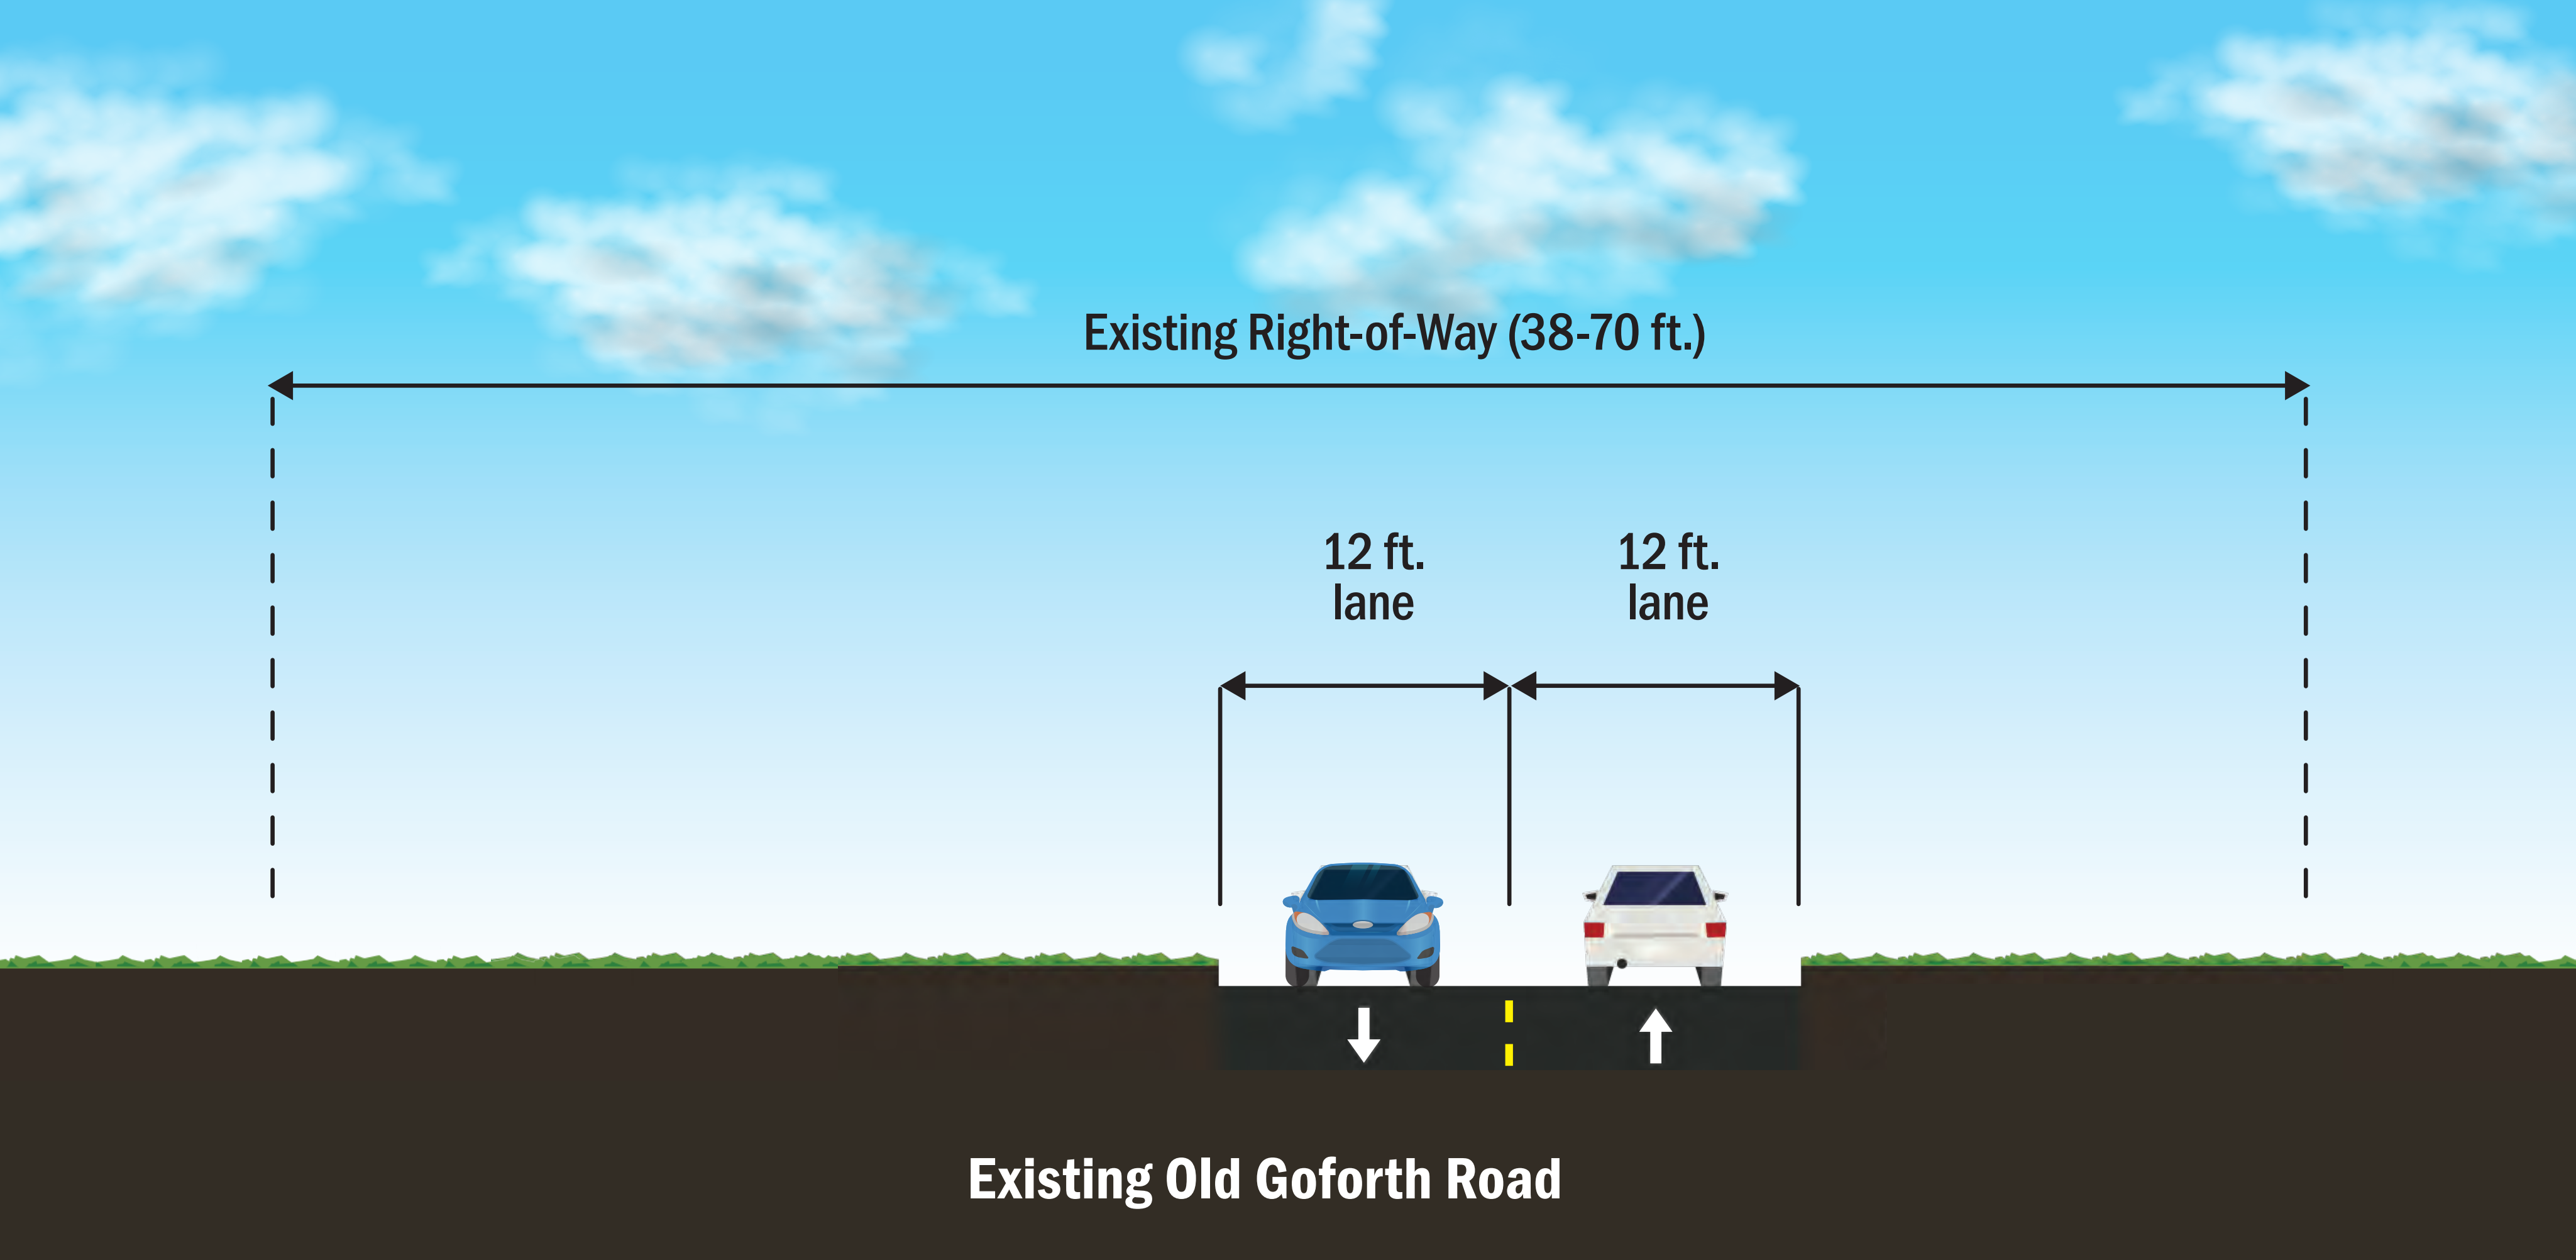 Existing Right-of-Way (38-70 ft.)
12 ft.
lane
12 ft.
lane
Existing Old Goforth Road